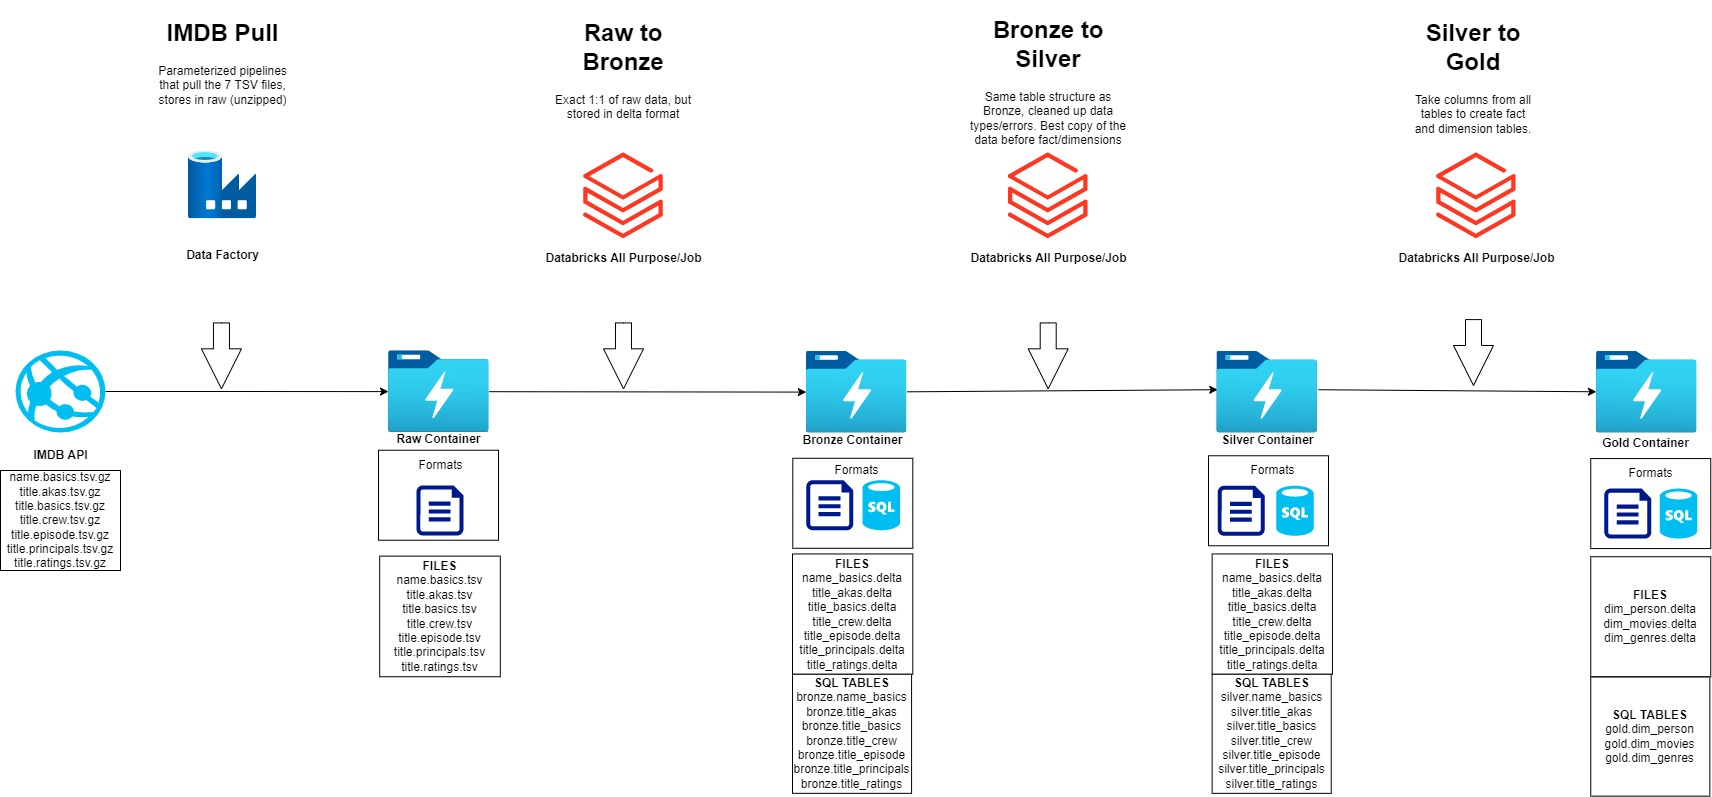 IMDB Pull
Parameterized pipelines
that pull the 7 TSV files,
stores in raw (unzipped)
Data Factory
Raw to
Bronze
Exact 1:1 of raw data, but
stored in delta format
Databricks All Purpose/Job
Bronze to
Silver
Same table structure as
Bronze, cleaned up data
types/errors. Best copy of the
data before fact/dimensions
Databricks All Purpose/Job
Silver to
Gold
Take columns from all
tables to create fact
and dimension tables.
Databricks All Purpose/Job
IMDB API
name.basics.tsv.gz
title.akas.tsv.gz
title.basics.tsv.gz
title.crew.tsv.gz
title.episode.tsv.gz
title.principals.tsv.gz
title.ratings.tsv.gz
Raw Container
Formats
FILES
name.basics.tsv
title.akas.tsv
title.basics.tsv
title.crew.tsv
title.episode.tsv
title.principals.tsv
title.ratings.tsv
Bronze Container
Formats
SQL
FILES
name_basics.delta
title_akas.delta
title_basics.delta
title_crew.delta
title_episode.delta
title_principals.delta
title_ratings.delta
SQL TABLES
bronze.name_basics
bronze.title_akas
bronze.title_basics
bronze.title_crew
bronze.title_episode
bronze.title_principals
bronze.title_ratings
Silver Container
Formats
SQL
FILES
name_basics.delta
title_akas.delta
title_basics.delta
title_crew.delta
title_episode.delta
title_principals.delta
title_ratings.delta
SQL TABLES
silver.name_basics
silver.title_akas
silver.title_basics
silver.title_crew
silver.title_episode
silver.title_principals
silver.title_ratings
Gold Container
Formats
SQL
FILES
dim_person.delta
dim_movies.delta
dim_genres.delta
SQL TABLES
gold.dim_person
gold.dim_movies
gold.dim_genres